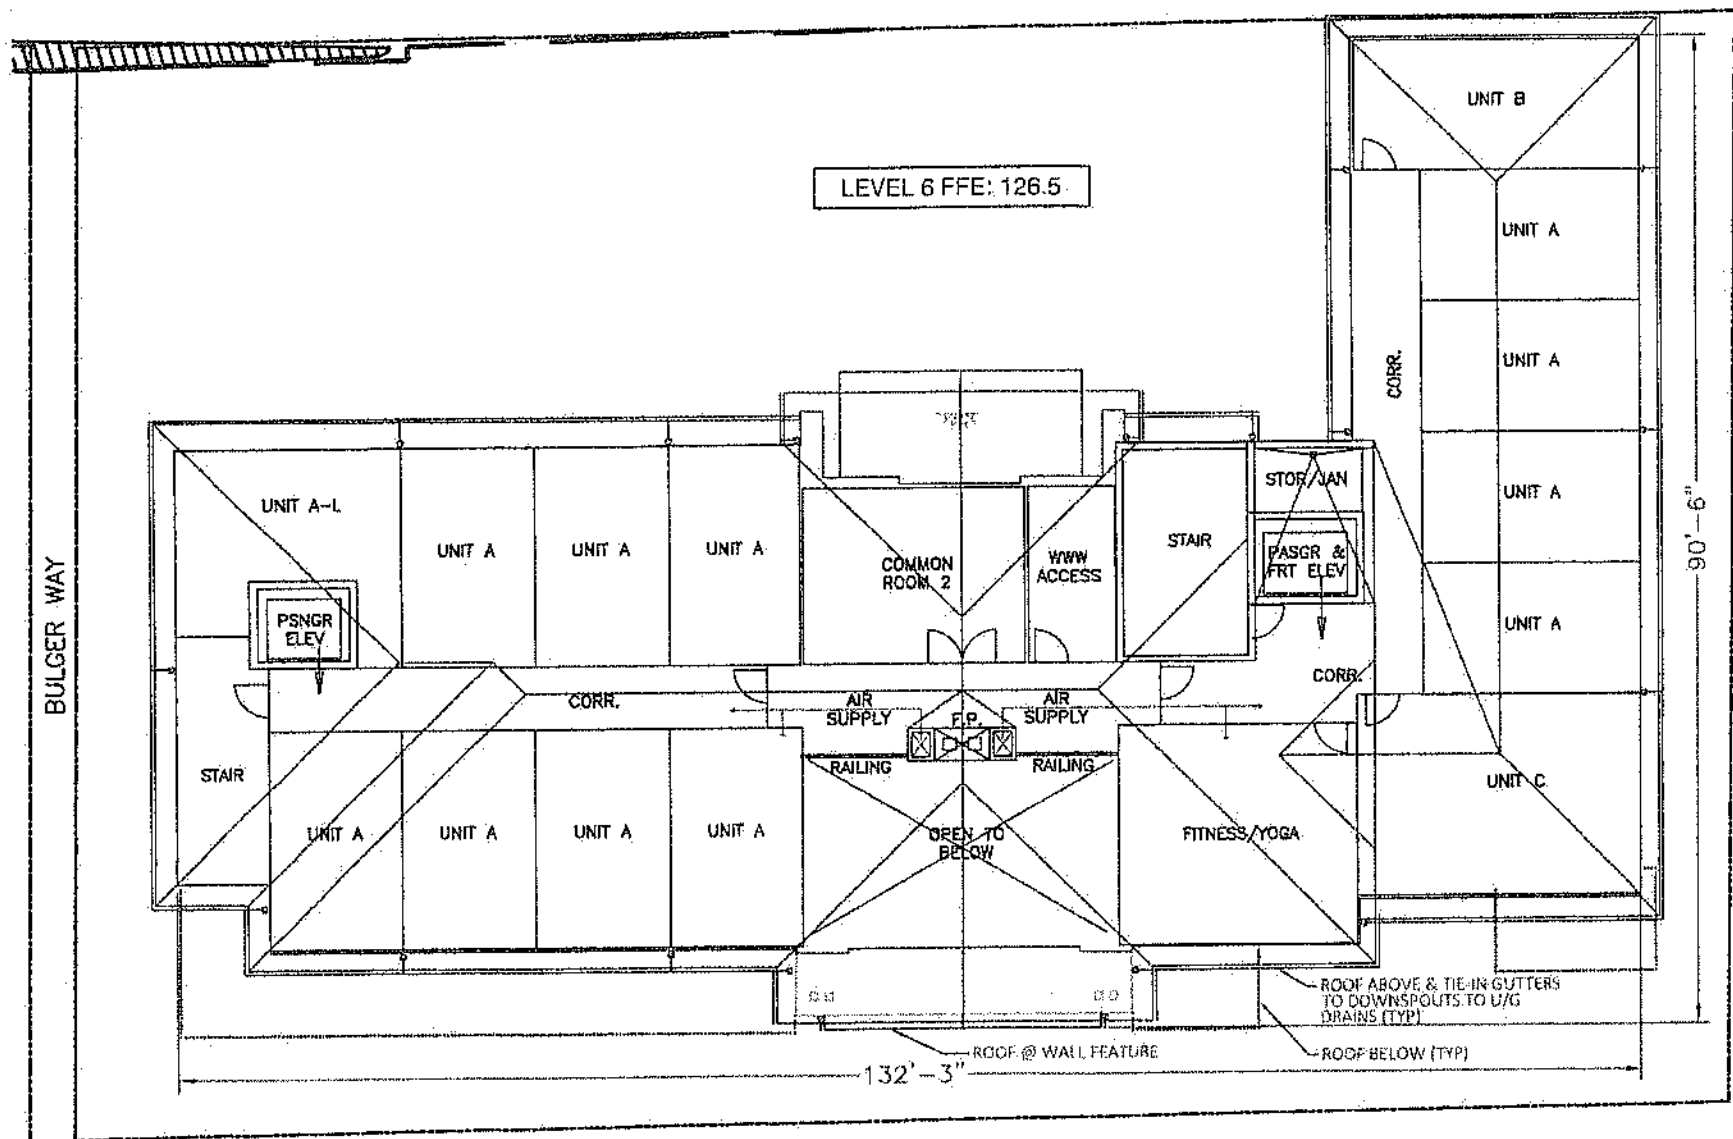 UNIT B
LEVEL 6 FFE: 126.5
UNIT A
UNIT A
CORR.
UNIT A
UNIT A
90'-6"
STOR/JAN
UNIT A-L
UNIT A
UNIT A
UNIT A
COMMON
ROOM 2
WWW
ACCESS
STAIR
PASGR &
FRT ELEV
PSNGR
ELEV
BULGER WAY
CORR.
CORR.
AIR
SUPPLY
F.P.
AIR
SUPPLY
RAILING
RAILING
STAIR
UNIT C
UNIT A
UNIT A
UNIT A
UNIT A
OPEN TO
BELOW
FITNESS/YOGA
ROOF ABOVE & TIE-IN GUTTERS
TO DOWNSPOUTS TO U/G
DRAINS (TYP)
ROOF @ WALL FEATURE
ROOF BELOW (TYP)
132'-3"